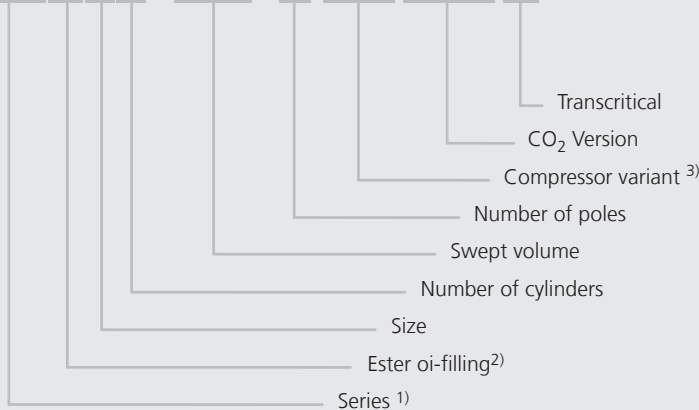 Transcritical
CO₂ Version
Compressor variant ³⁾
Number of poles
Swept volume
Number of cylinders
Size
Ester oi-filling²⁾
Series ¹⁾